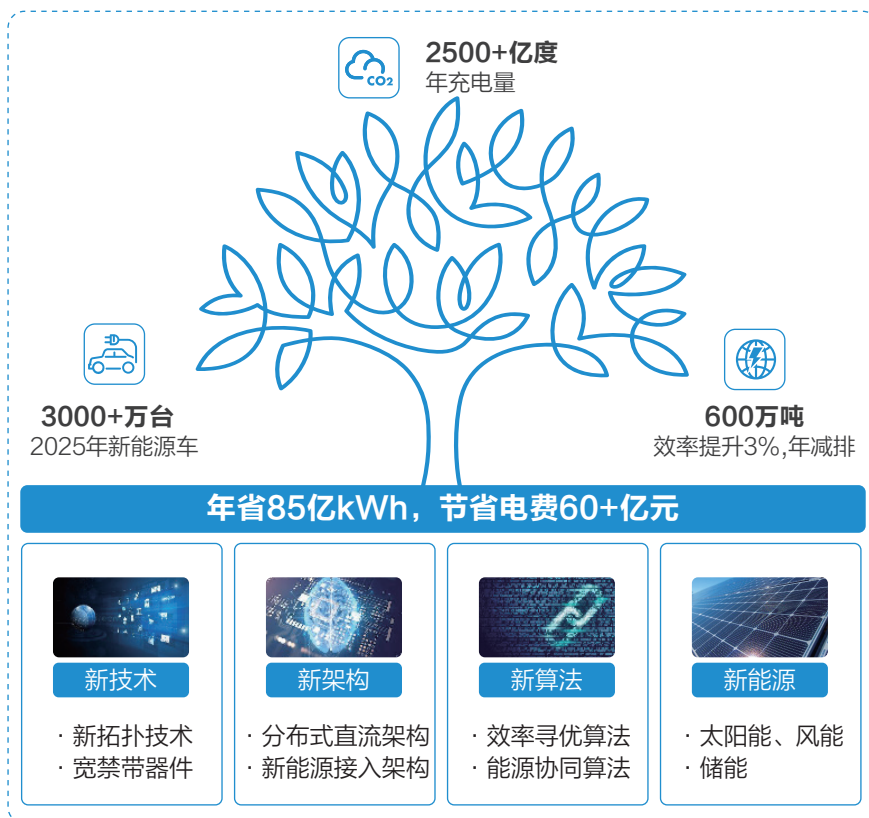 CO2
2500+亿度
年充电量
3000+万台
2025年新能源车
600万吨
效率提升3%,年减排
年省85亿kWh，节省电费60+亿元
新技术
· 新拓扑技术
· 宽禁带器件
新架构
· 分布式直流架构
· 新能源接入架构
新算法
· 效率寻优算法
· 能源协同算法
新能源
· 太阳能、风能
· 储能